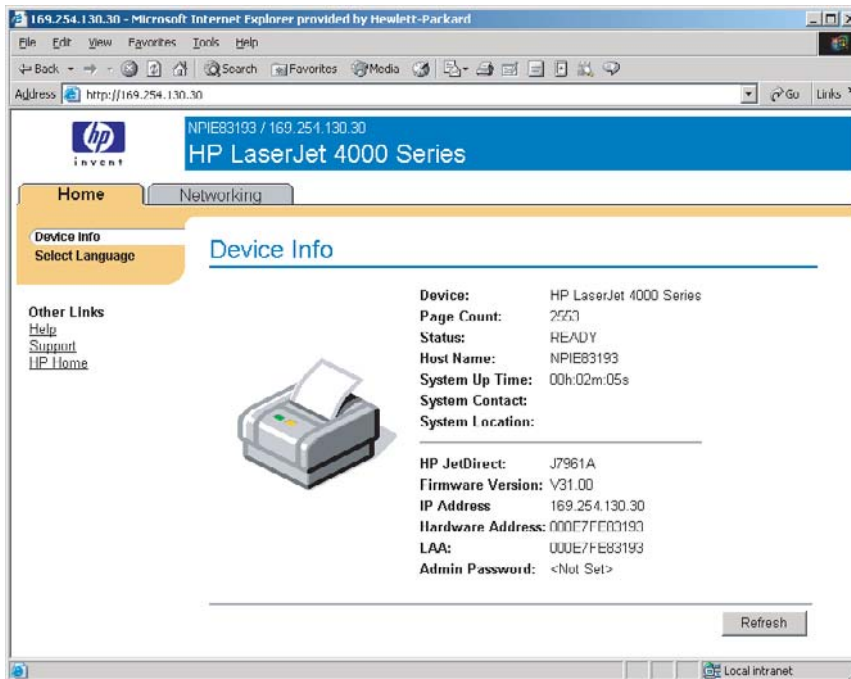 169.254.130.30 - Microsoft Internet Explorer provided by Hewlett-Packard
File Edit View Favorites Tools Help
Back Search Favorites Media
Address http://169.254.130.30 Go Links
hp
invent
NPIE83193 / 169.254.130.30
HP LaserJet 4000 Series
Home Networking
Device Info
Select Language
Other Links
Help
Support
HP Home
Device Info
Device: HP LaserJet 4000 Series
Page Count: 2553
Status: READY
Host Name: NPIE83193
System Up Time: 00h:02m:05s
System Contact:
System Location:
HP JetDirect: J7961A
Firmware Version: V31.00
IP Address 169.254.130.30
Hardware Address: 000E7FE83193
LAA: 000E7FE83193
Admin Password: <Not Set>
Refresh
Local intranet